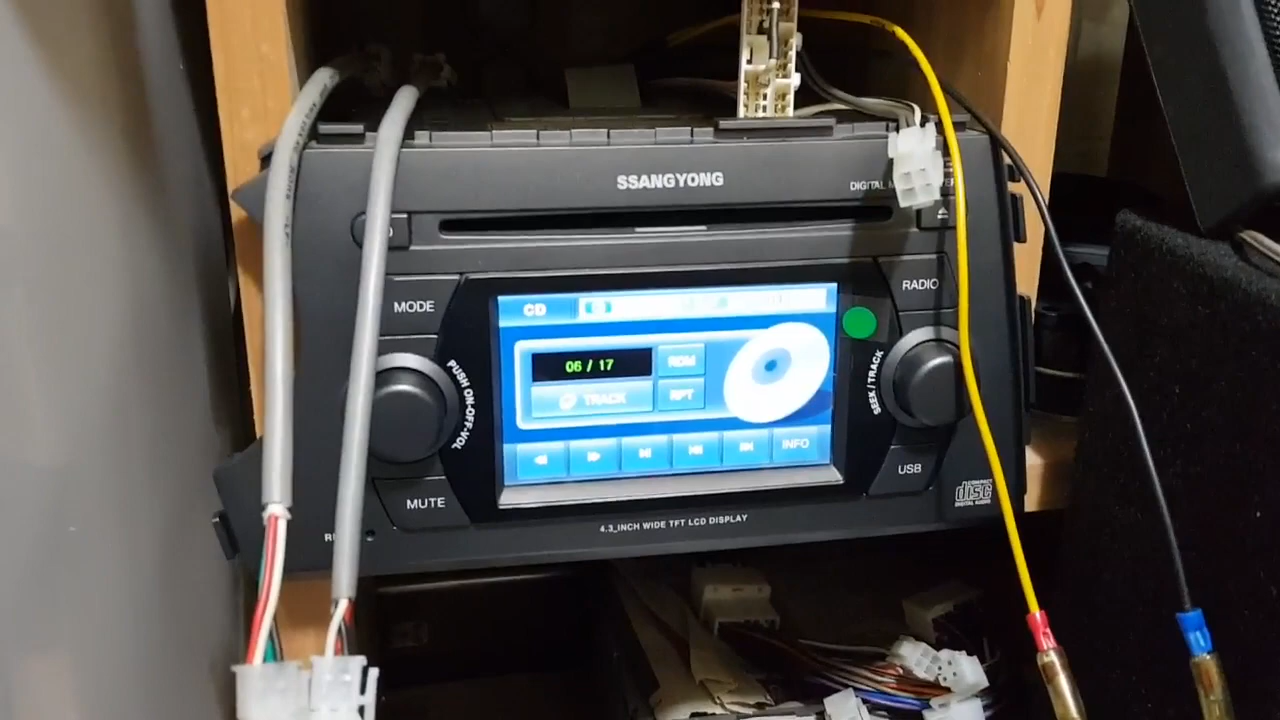 SSANGYONG
DIGITAL
MODE
RADIO
CD
06 / 17
RDM
TRACK
RPT
INFO
PUSH ON-OFF-VOL
SEEK / TRACK
MUTE
USB
COMPACT
disc
DIGITAL AUDIO
4.3_INCH WIDE TFT LCD DISPLAY